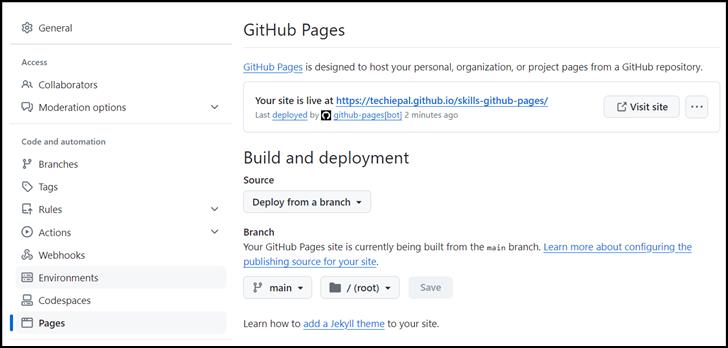 General
Access
Collaborators
Moderation options
Code and automation
Branches
Tags
Rules
Actions
Webhooks
Environments
Codespaces
Pages
GitHub Pages
GitHub Pages is designed to host your personal, organization, or project pages from a GitHub repository.
Your site is live at https://techiepal.github.io/skills-github-pages/
Last deployed by github-pages[bot] 2 minutes ago
Visit site
Build and deployment
Source
Deploy from a branch
Branch
Your GitHub Pages site is currently being built from the main branch. Learn more about configuring the
publishing source for your site.
main / (root) Save
Learn how to add a Jekyll theme to your site.